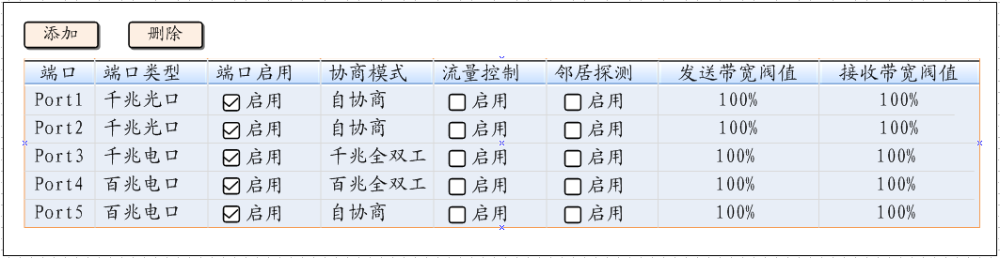 添加 删除
端口 端口类型 端口启用 协商模式 流量控制 邻居探测 发送带宽阀值 接收带宽阀值
Port1 千兆光口 启用 自协商 启用 启用 100% 100%
Port2 千兆光口 启用 自协商 启用 启用 100% 100%
Port3 千兆电口 启用 千兆全双工 启用 启用 100% 100%
Port4 百兆电口 启用 百兆全双工 启用 启用 100% 100%
Port5 百兆电口 启用 自协商 启用 启用 100% 100%